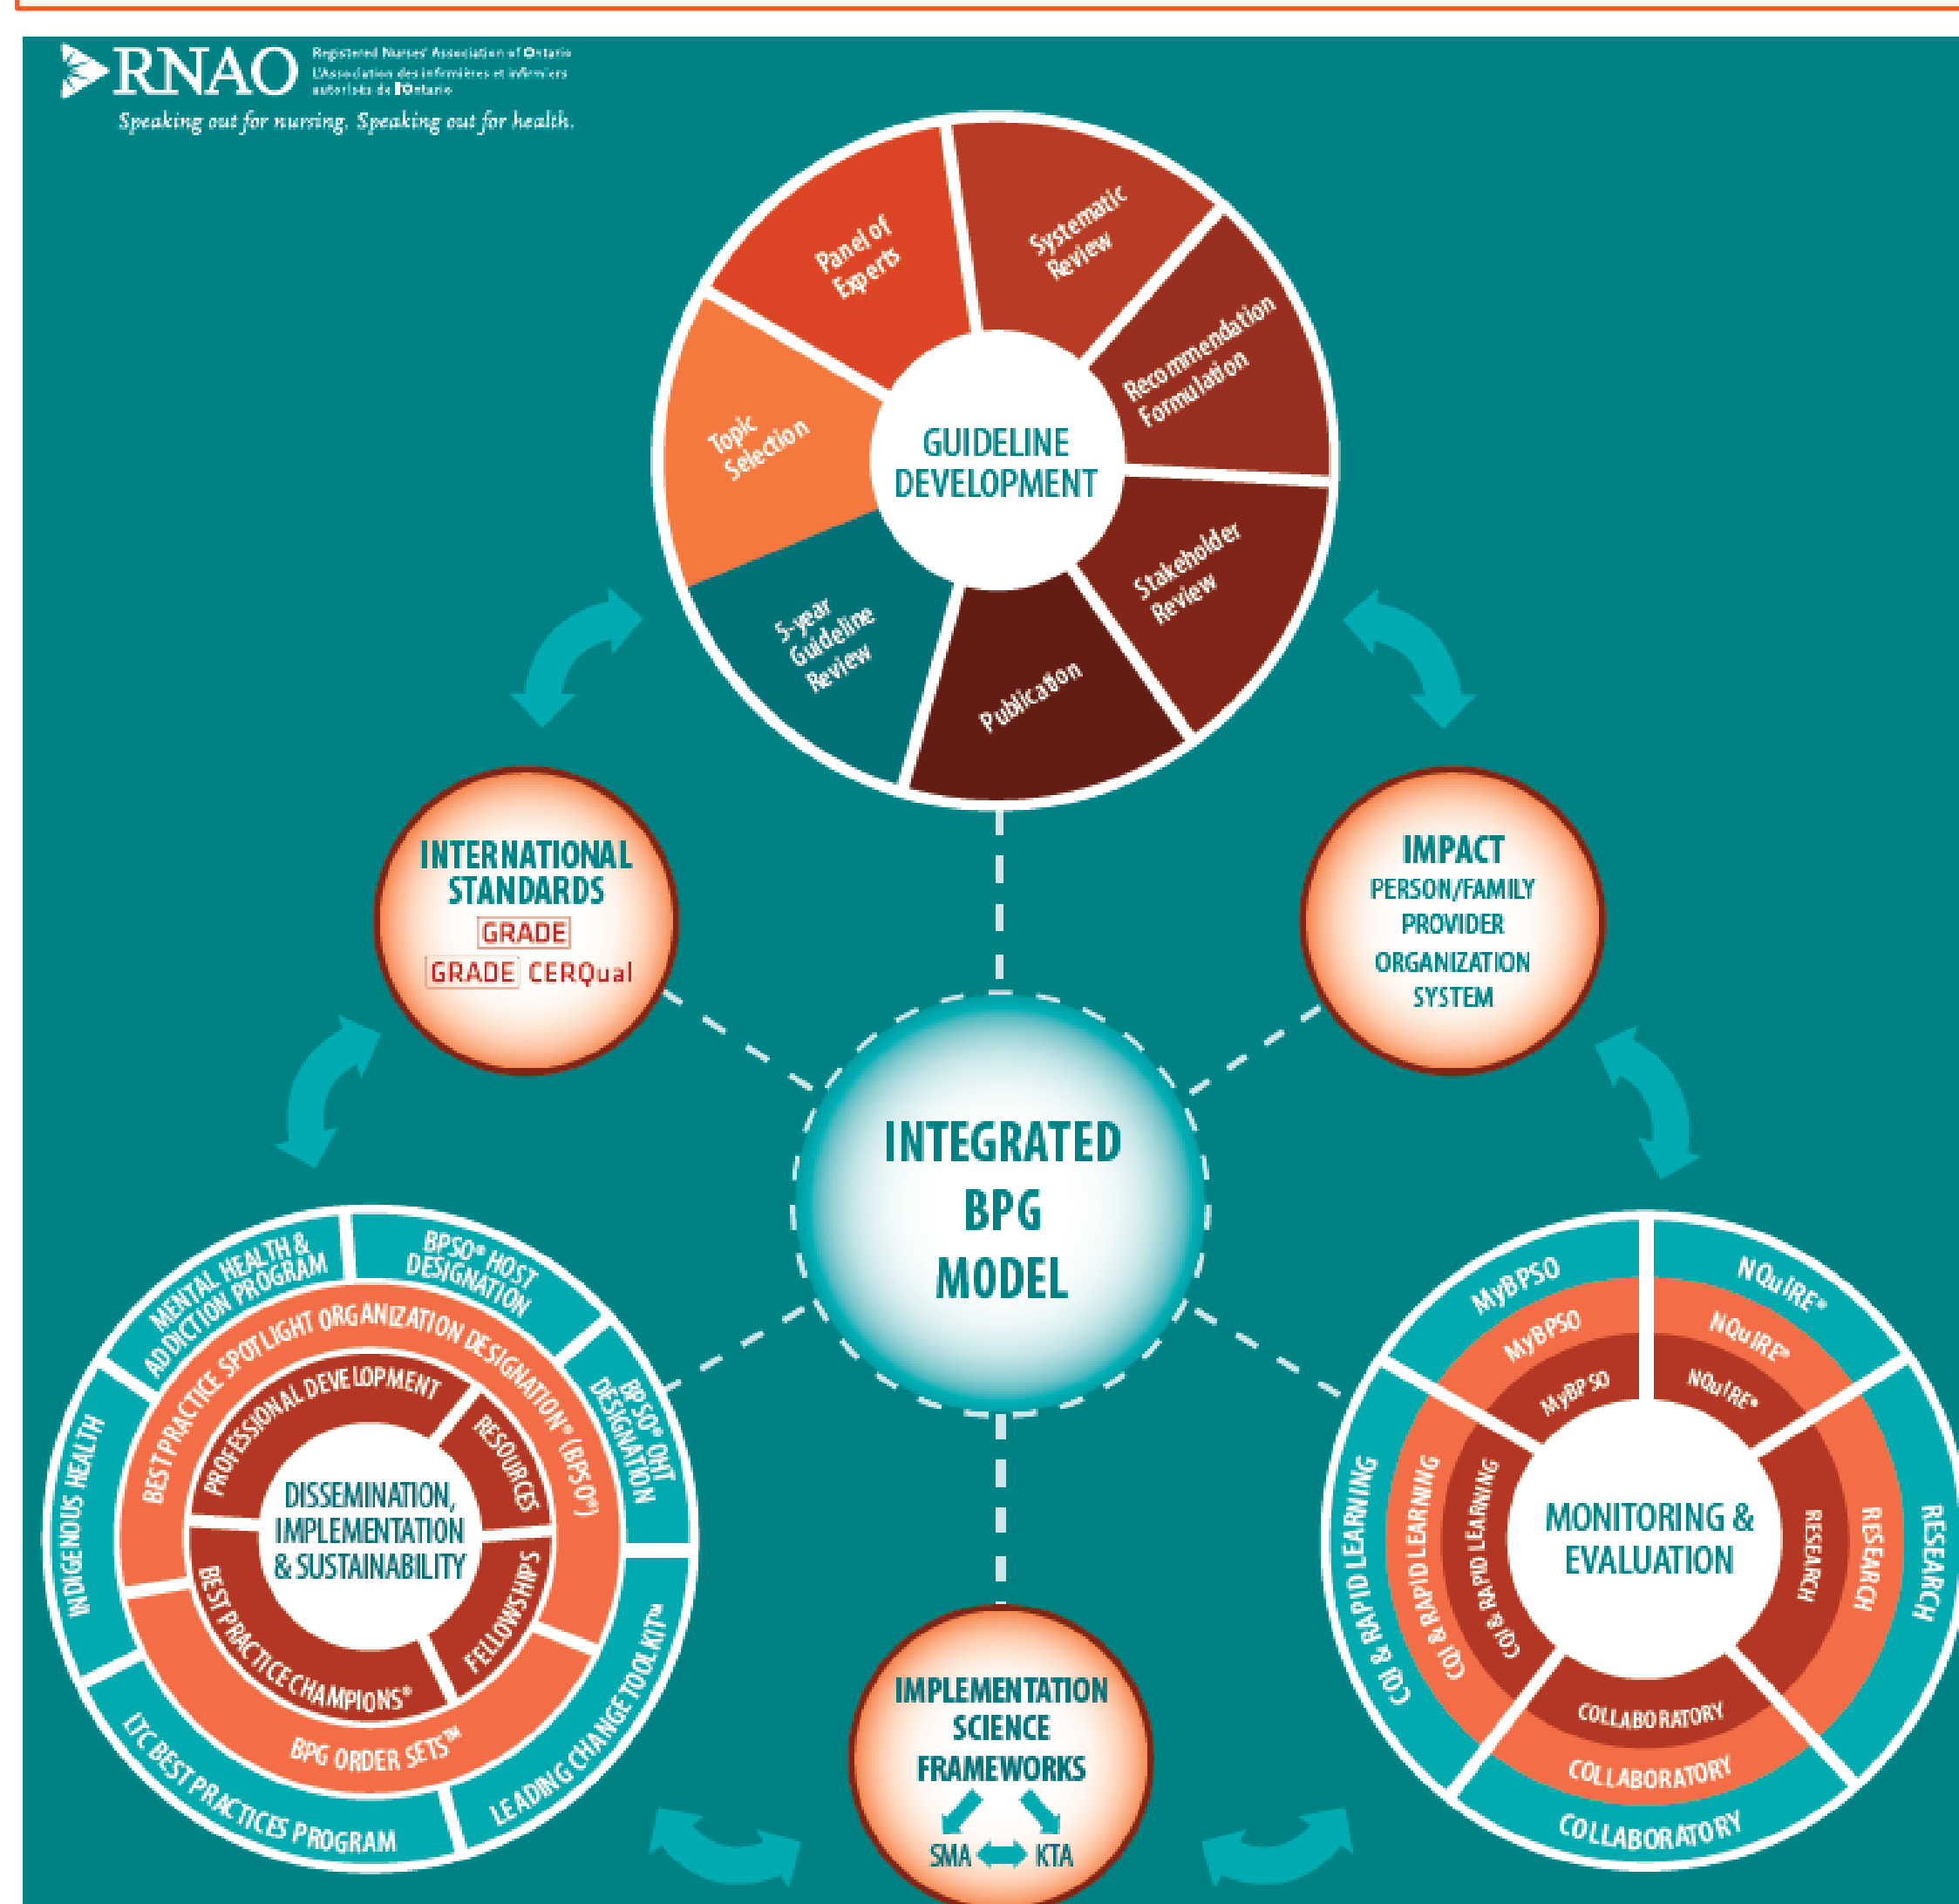 RNAO
Registered Nurses' Association of Ontario
L'Association des infirmières et infirmiers
autorisés de l'Ontario
Speaking out for nursing. Speaking out for health.
Panel of
Experts
Systematic
Review
Recommendation
Formulation
Topic
Selection
GUIDELINE
DEVELOPMENT
Stakeholder
Review
5-year
Guideline
Review
Publication
INTERNATIONAL
STANDARDS
GRADE
GRADE CERQual
IMPACT
PERSON/FAMILY
PROVIDER
ORGANIZATION
SYSTEM
INTEGRATED
BPG
MODEL
MENTAL HEALTH &
ADDICTION PROGRAM
BPSO® HOST
DESIGNATION
BPSO® OHT
DESIGNATION
INDIGENOUS HEALTH
LTC BEST PRACTICES PROGRAM
LEADING CHANGE TOOLKIT™
BEST PRACTICE SPOTLIGHT ORGANIZATION DESIGNATION® (BPSO®)
BPG ORDER SETS™
PROFESSIONAL DEVELOPMENT
RESOURCES
FELLOWSHIPS
BEST PRACTICE CHAMPIONS®
DISSEMINATION,
IMPLEMENTATION
& SUSTAINABILITY
IMPLEMENTATION
SCIENCE
FRAMEWORKS
SMA KTA
MyBPSO
MyBPSO
MyBPSO
NQuIRE®
NQuIRE®
NQuIRE®
CQI & RAPID LEARNING
CQI & RAPID LEARNING
CQI & RAPID LEARNING
MONITORING &
EVALUATION
RESEARCH
RESEARCH
RESEARCH
COLLABORATORY
COLLABORATORY
COLLABORATORY